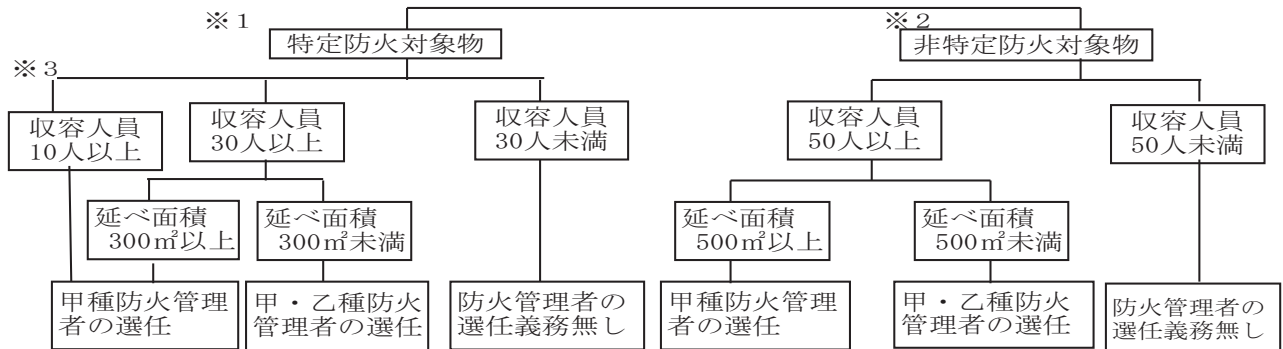 ※1
特定防火対象物
※2
非特定防火対象物
※3
収容人員
10人以上
収容人員
30人以上
収容人員
30人未満
収容人員
50人以上
収容人員
50人未満
延べ面積
300㎡以上
延べ面積
300㎡未満
延べ面積
500㎡以上
延べ面積
500㎡未満
甲種防火管理
者の選任
甲・乙種防火
管理者の選任
防火管理者の
選任義務無し
甲種防火管理
者の選任
甲・乙種防火
管理者の選任
防火管理者の
選任義務無し